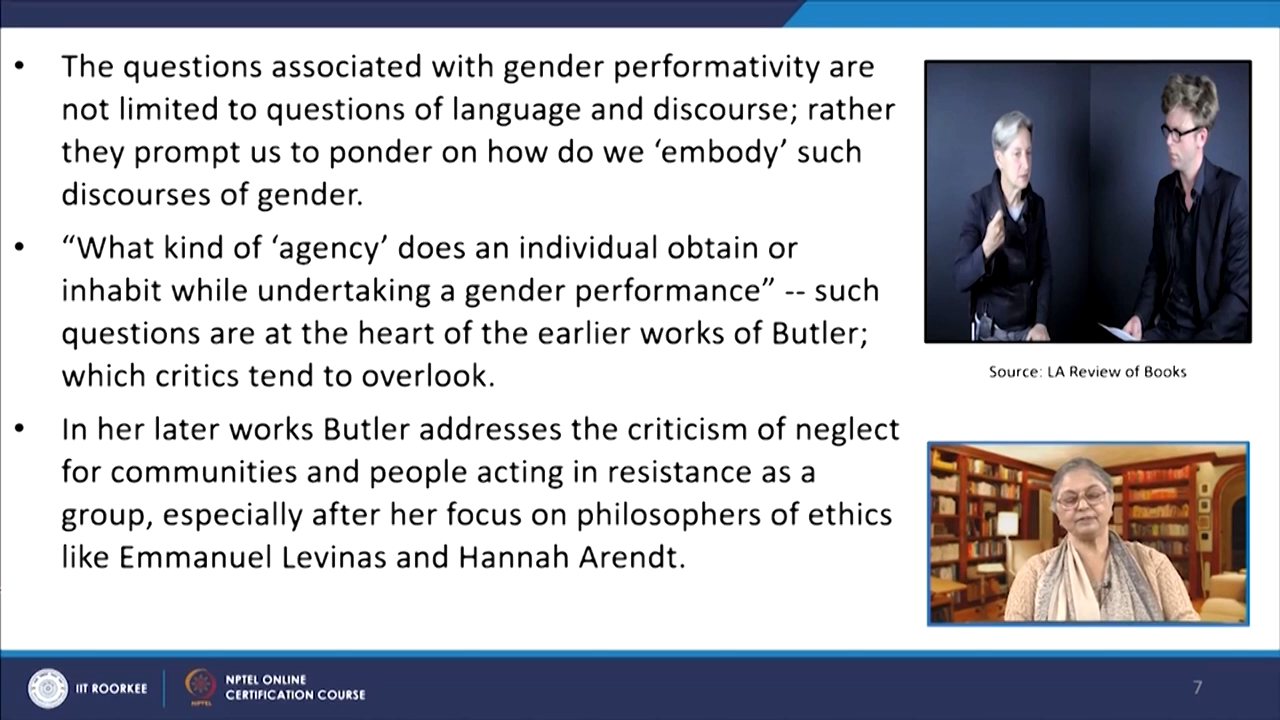 • The questions associated with gender performativity are
not limited to questions of language and discourse; rather
they prompt us to ponder on how do we ‘embody’ such
discourses of gender.
• “What kind of ‘agency’ does an individual obtain or
inhabit while undertaking a gender performance” -- such
questions are at the heart of the earlier works of Butler;
which critics tend to overlook.
• In her later works Butler addresses the criticism of neglect
for communities and people acting in resistance as a
group, especially after her focus on philosophers of ethics
like Emmanuel Levinas and Hannah Arendt.
Source: LA Review of Books
IIT ROORKEE
NPTEL
NPTEL ONLINE
CERTIFICATION COURSE
7